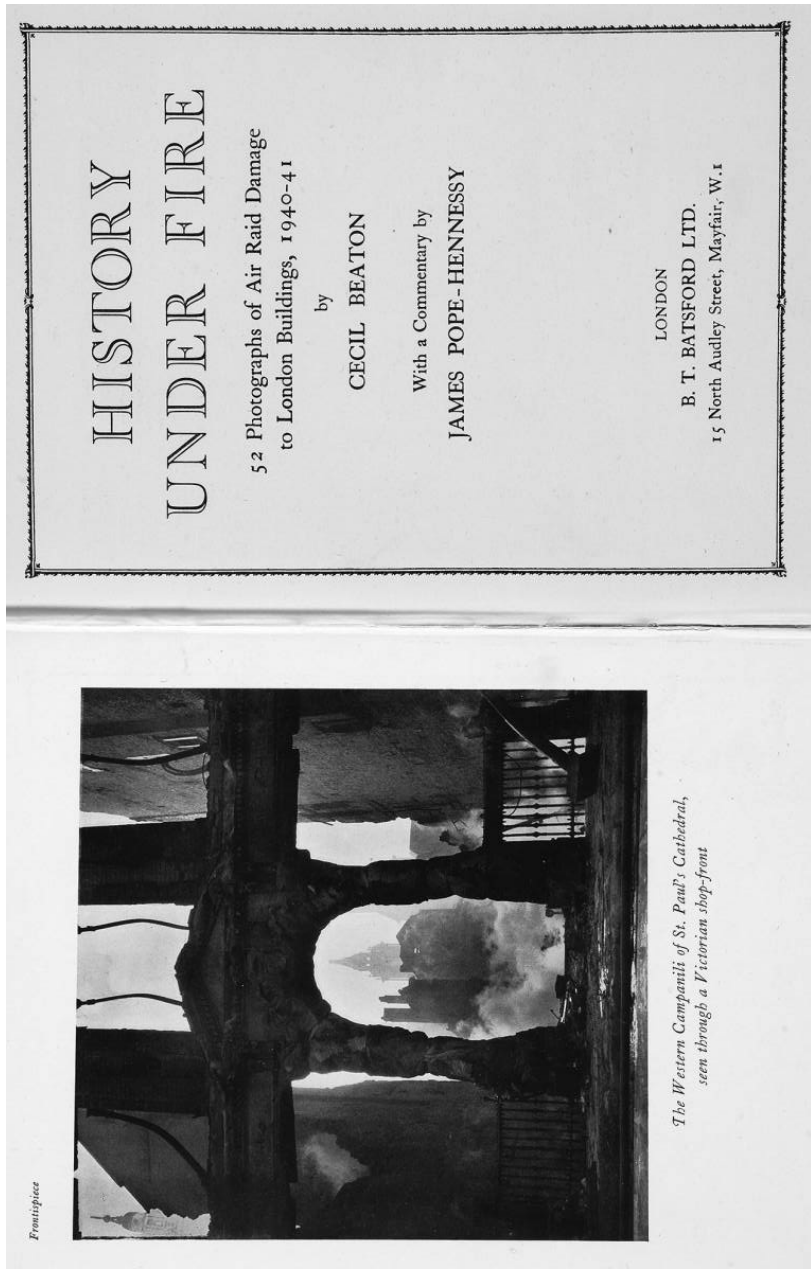 Frontispiece
The Western Campanili of St. Paul's Cathedral,
seen through a Victorian shop-front
HISTORY
UNDER FIRE
52 Photographs of Air Raid Damage
to London Buildings, 1940-41
by
CECIL BEATON
With a Commentary by
JAMES POPE-HENNESSY
LONDON
B. T. BATSFORD LTD.
15 North Audley Street, Mayfair, W.1